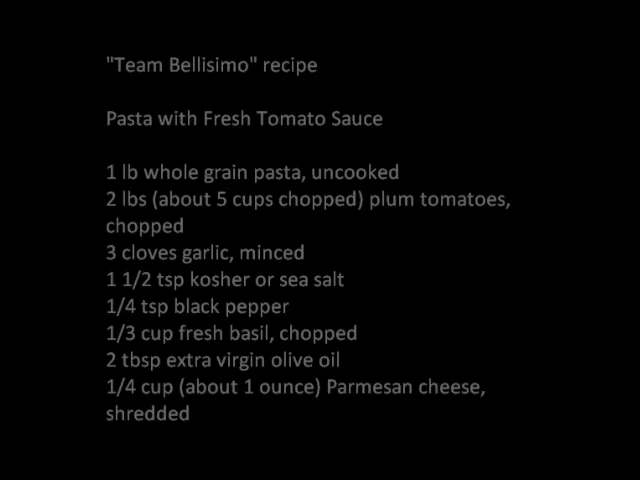 "Team Bellisimo" recipe
Pasta with Fresh Tomato Sauce
1 lb whole grain pasta, uncooked
2 lbs (about 5 cups chopped) plum tomatoes,
chopped
3 cloves garlic, minced
1 1/2 tsp kosher or sea salt
1/4 tsp black pepper
1/3 cup fresh basil, chopped
2 tbsp extra virgin olive oil
1/4 cup (about 1 ounce) Parmesan cheese,
shredded